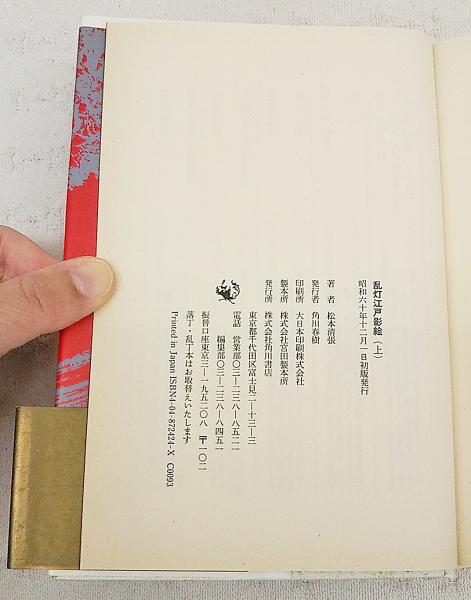 乱灯江戸影絵(上)
昭和六十年十二月一日初版発行
著者 松本清張
発行者 角川春樹
印刷所 大日本印刷株式会社
製本所 株式会社宮田製本所
発行所 株式会社角川書店
東京都千代田区富士見二—十三—三
電話 営業部〇三—二三八—八五二一
編集部〇三—二三八—八四五一
振替口座東京三—一九五二〇八 〒一〇二
落丁・乱丁本はお取替えいたします
Printed in Japan ISBN4-04-872424-X C0093